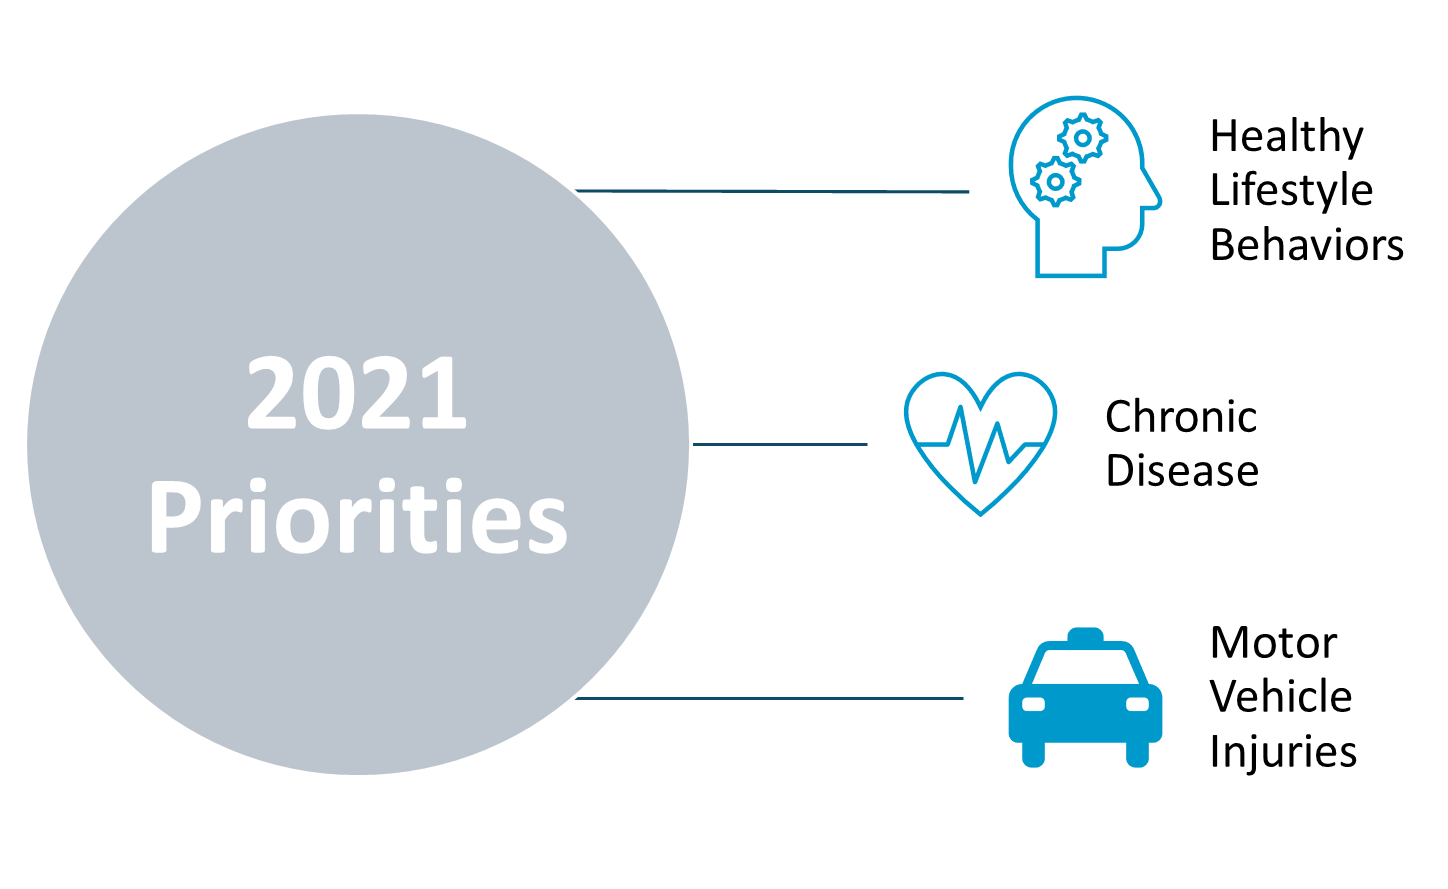 2021
Priorities
Healthy
Lifestyle
Behaviors
Chronic
Disease
Motor
Vehicle
Injuries